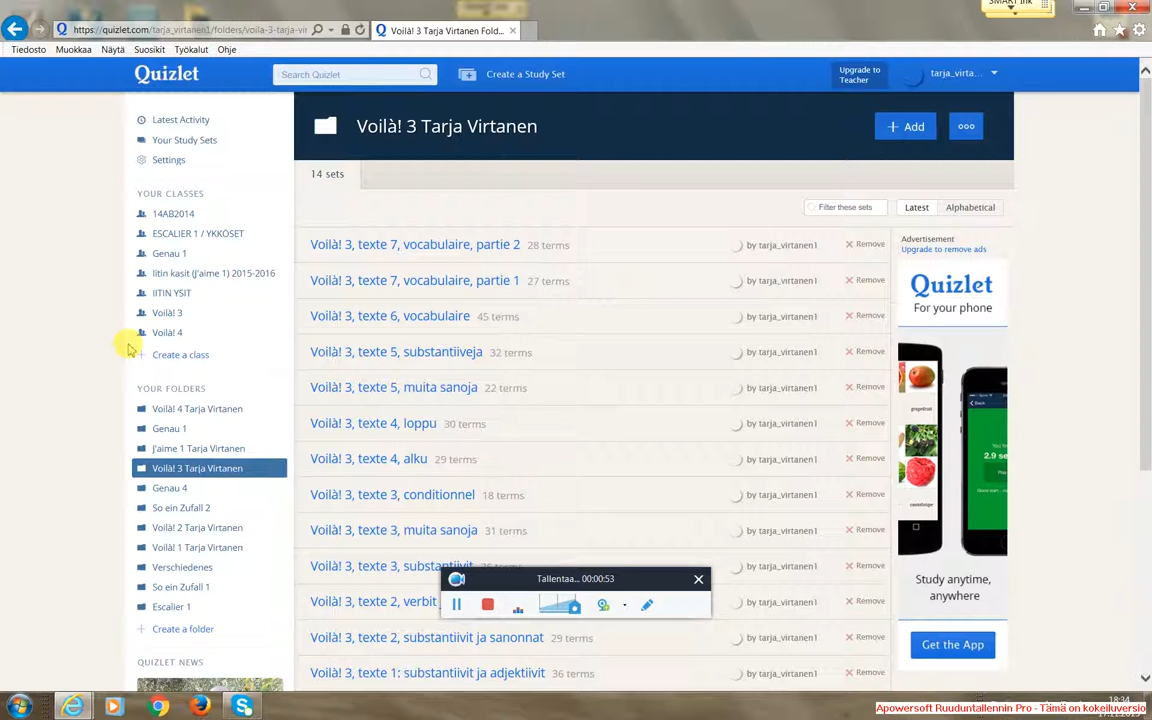 SMART Ink
https://quizlet.com/tarja_virtanen1/folders/voila-3-tarja-vir
Voilà! 3 Tarja Virtanen Fold...
Tiedosto Muokkaa Näytä Suosikit Työkalut Ohje
Quizlet
Search Quizlet
Create a Study Set
Upgrade to
Teacher
tarja_virta...
Latest Activity
Your Study Sets
Settings
YOUR CLASSES
14AB2014
ESCALIER 1 / YKKÖSET
Genau 1
Iitin kasit (J'aime 1) 2015-2016
IITIN YSIT
Voilà! 3
Voilà! 4
Create a class
YOUR FOLDERS
Voilà! 4 Tarja Virtanen
Genau 1
J'aime 1 Tarja Virtanen
Voilà! 3 Tarja Virtanen
Genau 4
So ein Zufall 2
Voilà! 2 Tarja Virtanen
Voilà! 1 Tarja Virtanen
Verschiedenes
So ein Zufall 1
Escalier 1
Create a folder
QUIZLET NEWS
Voilà! 3 Tarja Virtanen
+ Add
14 sets
Filter these sets
Latest Alphabetical
Voilà! 3, texte 7, vocabulaire, partie 2 28 terms by tarja_virtanen1 Remove
Voilà! 3, texte 7, vocabulaire, partie 1 27 terms by tarja_virtanen1 Remove
Voilà! 3, texte 6, vocabulaire 45 terms by tarja_virtanen1 Remove
Voilà! 3, texte 5, substantiiveja 32 terms by tarja_virtanen1 Remove
Voilà! 3, texte 5, muita sanoja 22 terms by tarja_virtanen1 Remove
Voilà! 3, texte 4, loppu 30 terms by tarja_virtanen1 Remove
Voilà! 3, texte 4, alku 29 terms by tarja_virtanen1 Remove
Voilà! 3, texte 3, conditionnel 18 terms by tarja_virtanen1 Remove
Voilà! 3, texte 3, muita sanoja 31 terms by tarja_virtanen1 Remove
Voilà! 3, texte 3, substantiivit by tarja_virtanen1 Remove
Voilà! 3, texte 2, verbit by tarja_virtanen1 Remove
Voilà! 3, texte 2, substantiivit ja sanonnat 29 terms by tarja_virtanen1 Remove
Voilà! 3, texte 1: substantiivit ja adjektiivit 36 terms by tarja_virtanen1 Remove
Tallentaa... 00:00:53
Advertisement
Upgrade to remove ads
Quizlet
For your phone
Study anytime,
anywhere
Get the App
18:34
Apowersoft Ruuduntallennin Pro - Tämä on kokeiluversio